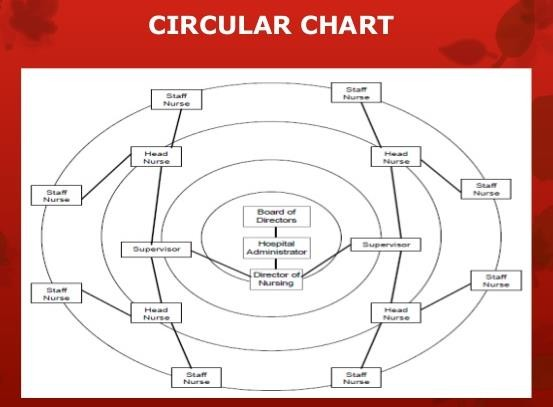 CIRCULAR CHART
Staff
Nurse
Staff
Nurse
Head
Nurse
Head
Nurse
Staff
Nurse
Staff
Nurse
Board of
Directors
Supervisor
Hospital
Administrator
Supervisor
Director of
Nursing
Staff
Nurse
Staff
Nurse
Head
Nurse
Head
Nurse
Staff
Nurse
Staff
Nurse